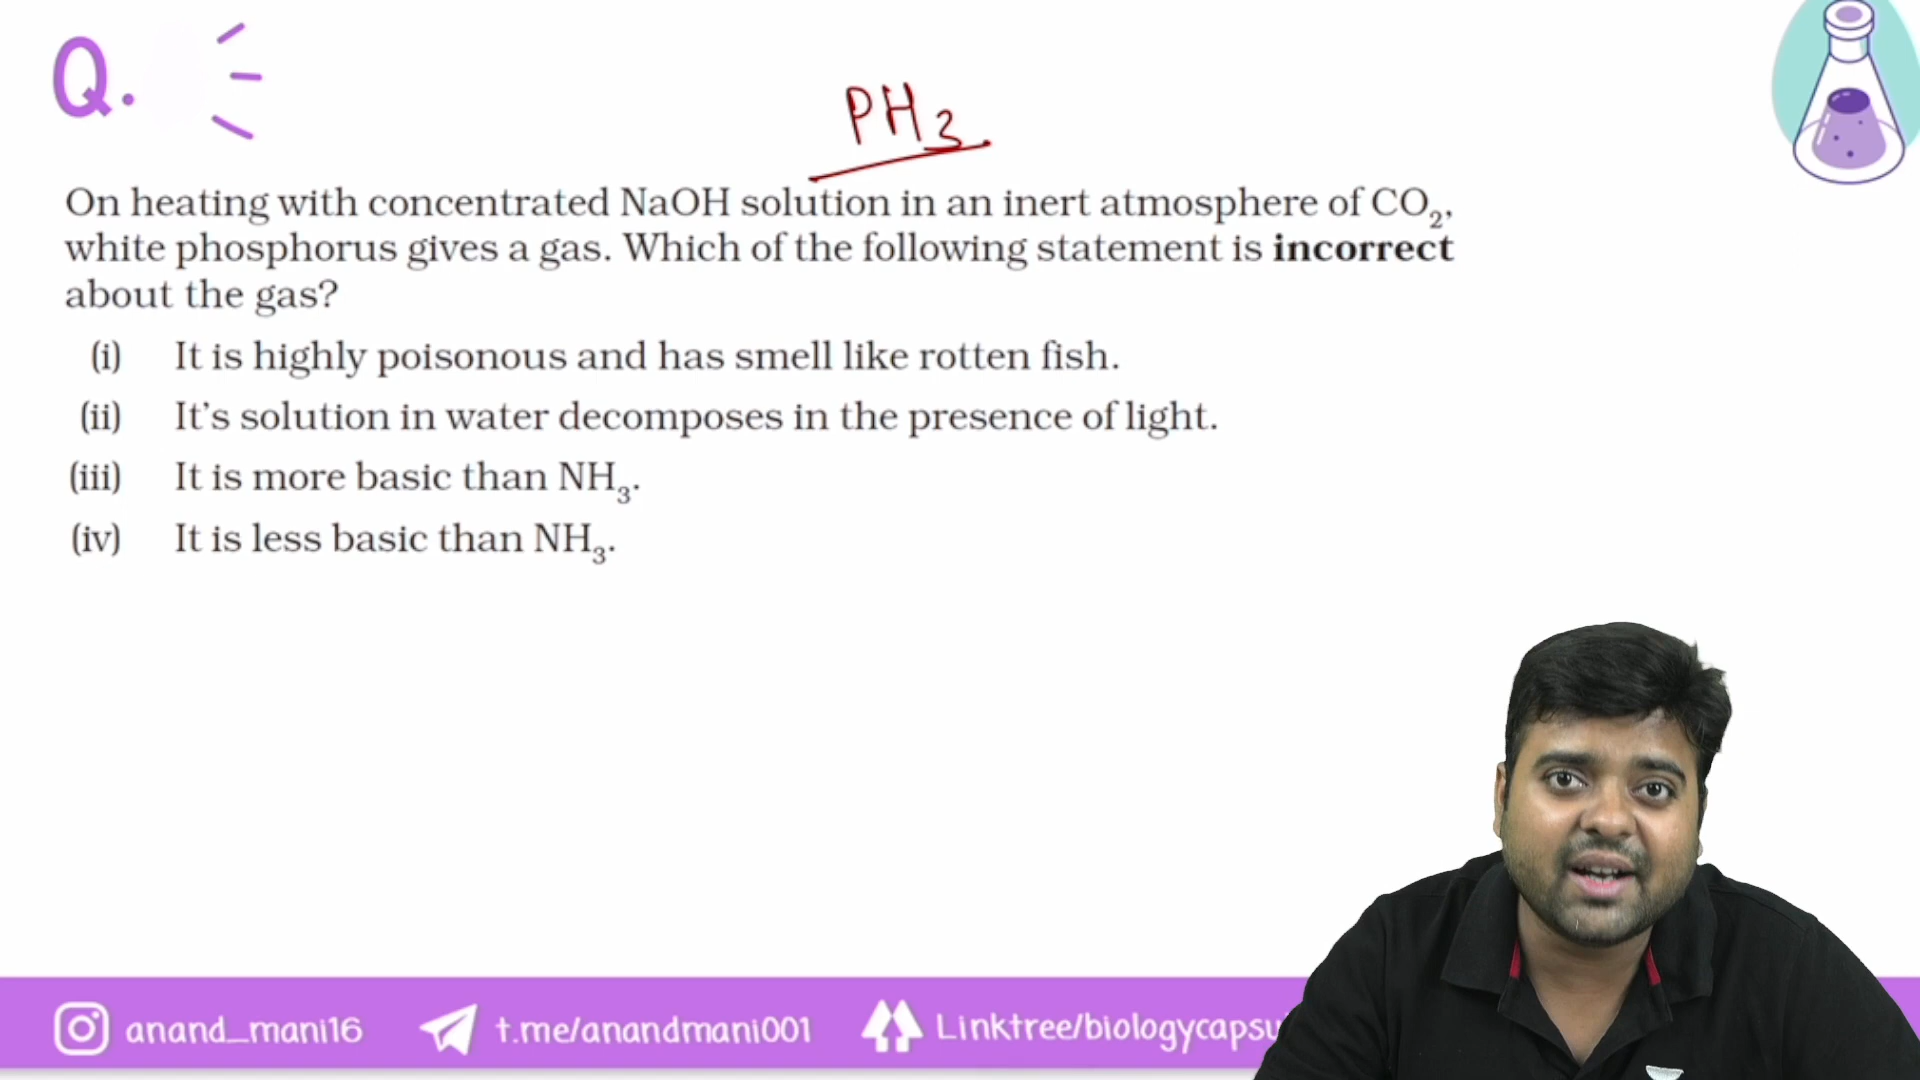 Q.
PH3
On heating with concentrated NaOH solution in an inert atmosphere of CO₂,
white phosphorus gives a gas. Which of the following statement is incorrect
about the gas?
(i) It is highly poisonous and has smell like rotten fish.
(ii) It’s solution in water decomposes in the presence of light.
(iii) It is more basic than NH₃.
(iv) It is less basic than NH₃.
anand_mani16 t.me/anandmani001 Linktree/biologycapsu